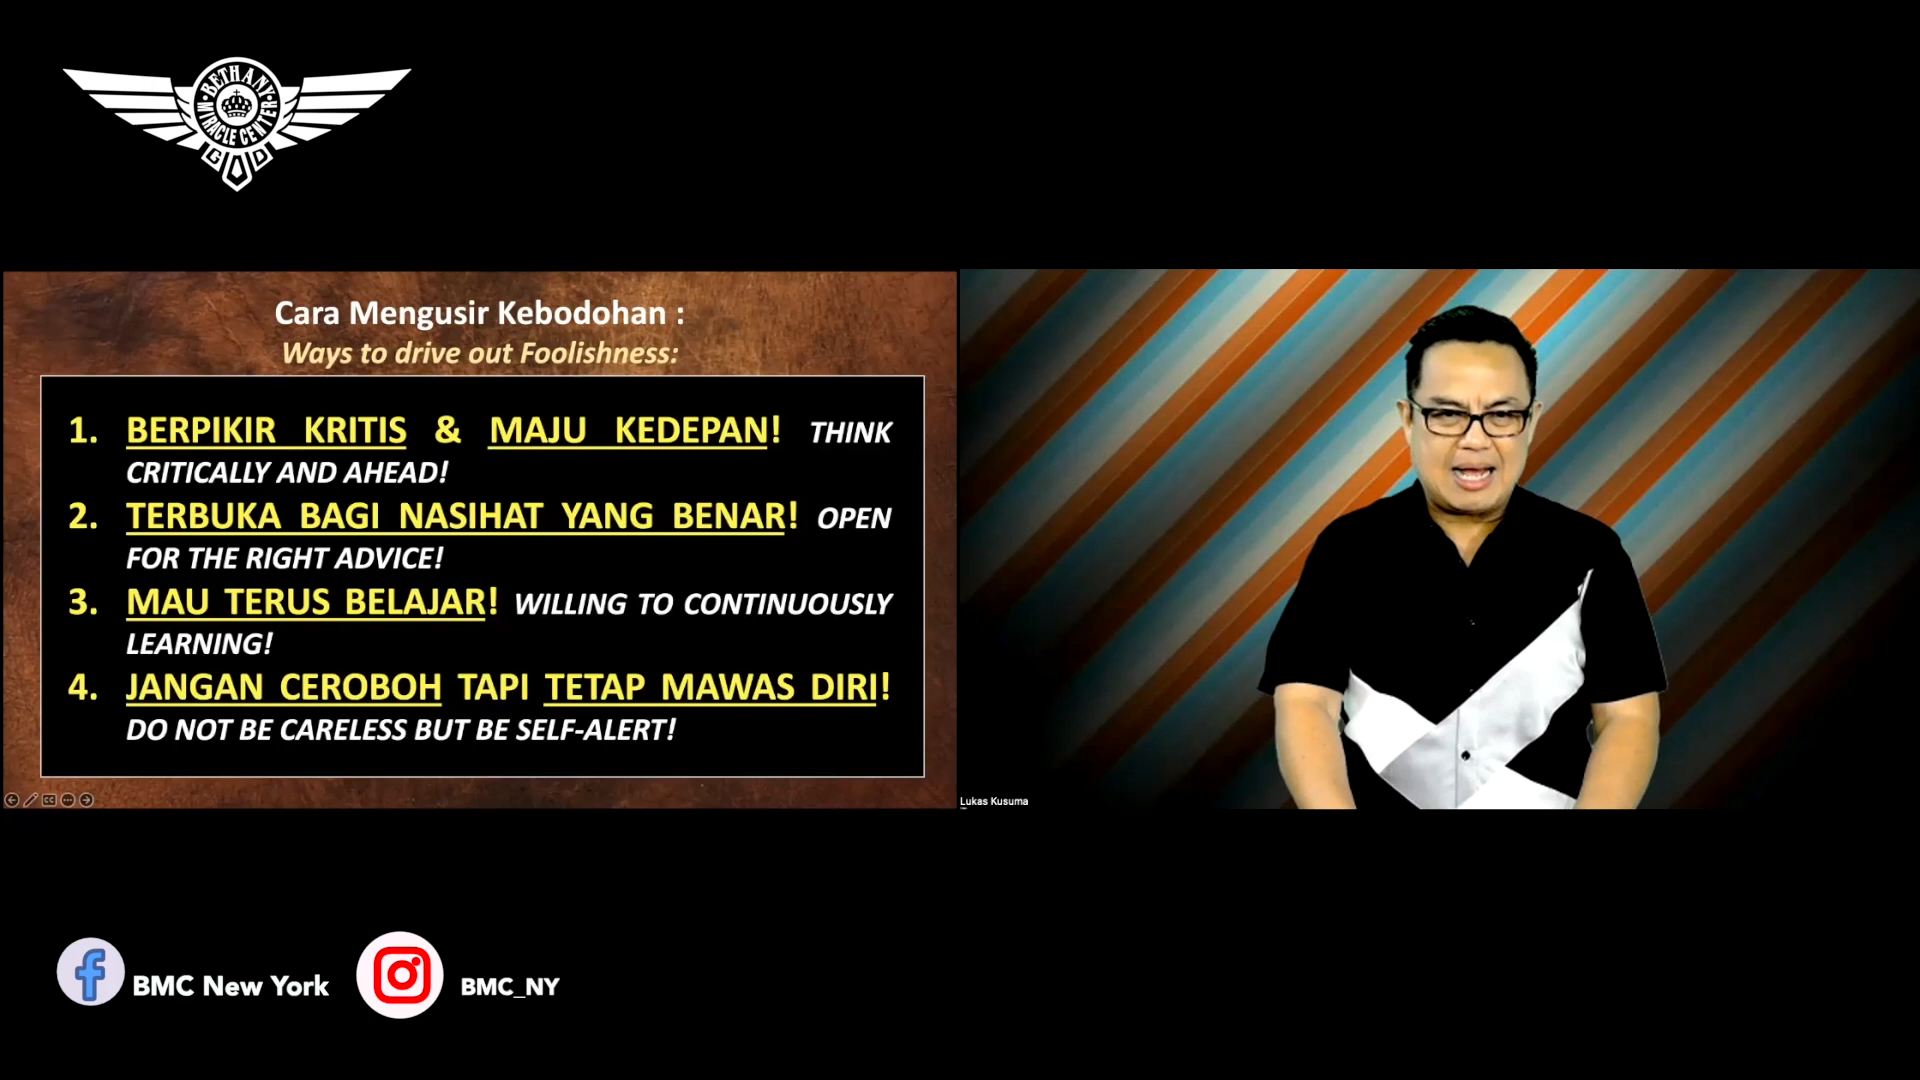 BETHANY
MIRACLE CENTER
Cara Mengusir Kebodohan :
Ways to drive out Foolishness:
1. BERPIKIR KRITIS & MAJU KEDEPAN! THINK
CRITICALLY AND AHEAD!
2. TERBUKA BAGI NASIHAT YANG BENAR! OPEN
FOR THE RIGHT ADVICE!
3. MAU TERUS BELAJAR! WILLING TO CONTINUOUSLY
LEARNING!
4. JANGAN CEROBOH TAPI TETAP MAWAS DIRI!
DO NOT BE CARELESS BUT BE SELF-ALERT!
Lukas Kusuma
BMC New York
BMC_NY